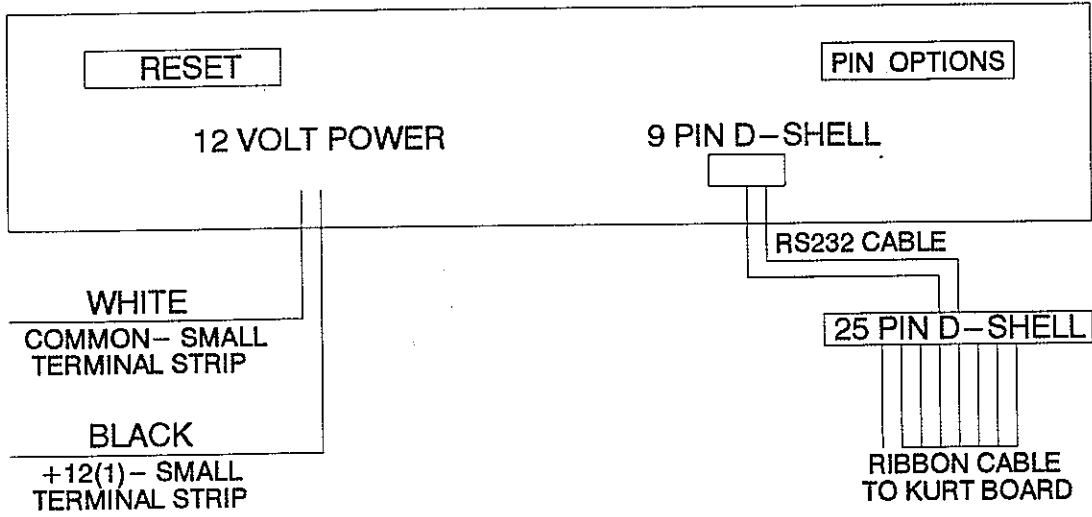 RESET
PIN OPTIONS
12 VOLT POWER
9 PIN D-SHELL
RS232 CABLE
WHITE
COMMON- SMALL
TERMINAL STRIP
25 PIN D-SHELL
BLACK
+12(1)- SMALL
TERMINAL STRIP
RIBBON CABLE
TO KURT BOARD